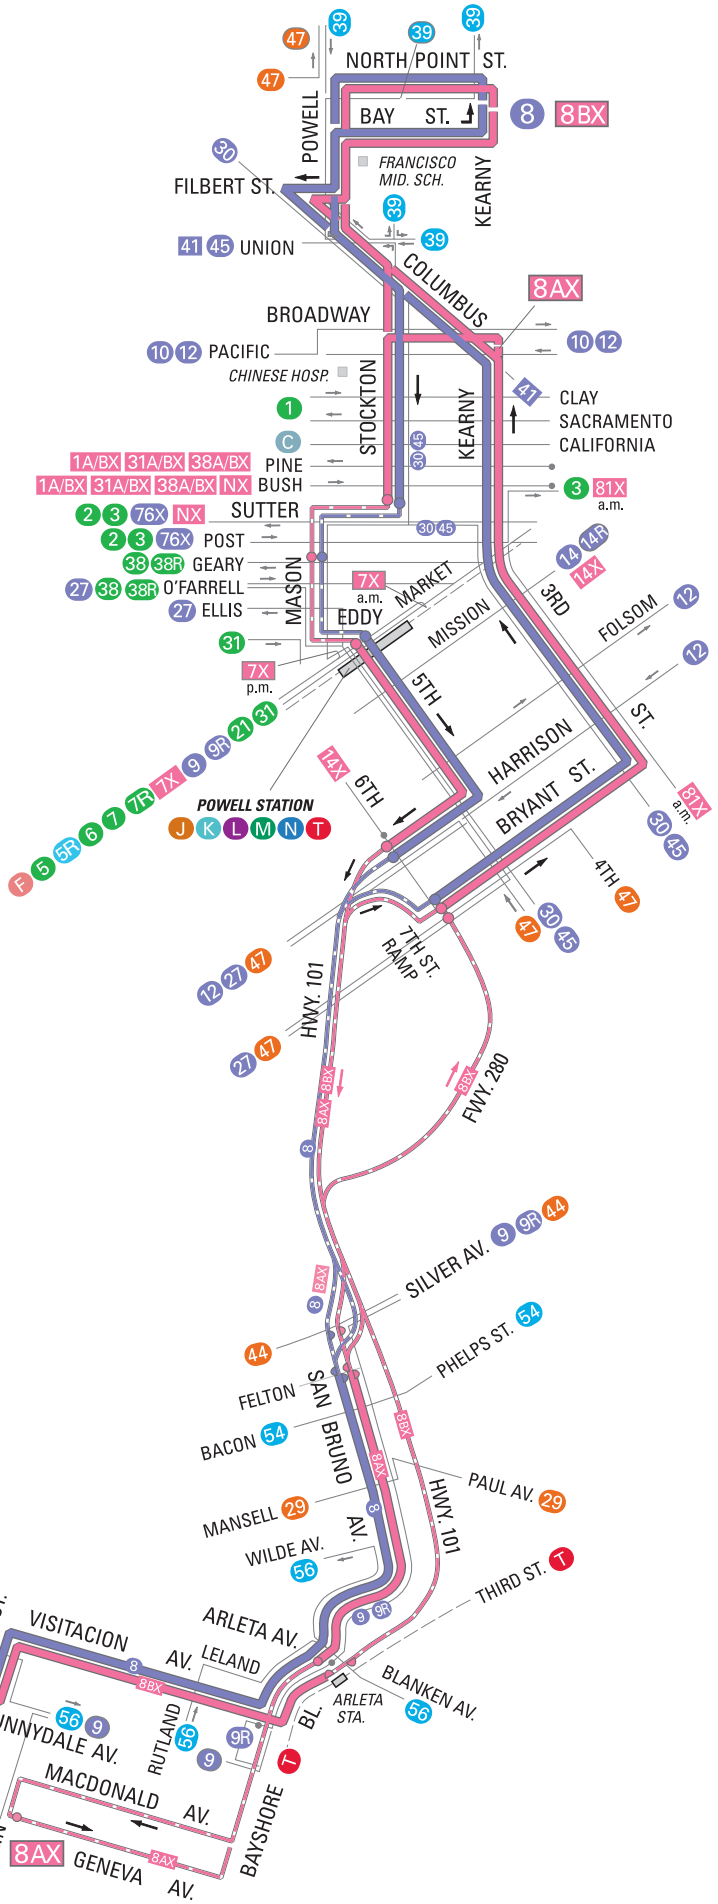 39
39
47
39
NORTH POINT ST.
47
POWELL
BAY ST.
8 8BX
30
FRANCISCO
MID. SCH.
KEARNY
FILBERT ST.
39
39
41 45 UNION
COLUMBUS
8AX
BROADWAY
10 12 PACIFIC
10 12
CHINESE HOSP.
STOCKTON
KEARNY
41
CLAY
1
SACRAMENTO
C
45
CALIFORNIA
1A/BX 31A/BX 38A/BX PINE
30
1A/BX 31A/BX 38A/BX NX BUSH
3 81X
a.m.
2 3 76X NX SUTTER
30 45
2 3 76X POST
38 38R GEARY
14 14R
14X
MASON
7X
a.m.
MARKET
27 38 38R O'FARRELL
27 ELLIS
EDDY
MISSION
3RD
ST.
FOLSOM
12
12
31
7X
p.m.
5TH
31
21
9R
9
7X
7R
7
6
5R
5
F
HARRISON
BRYANT ST.
14X
6TH
81X
a.m.
POWELL STATION
J K L M N T
30 45
4TH 47
47
30 45
7TH ST.
RAMP
12 27 47
HWY. 101
27 47
8BX
8AX
8BX
FWY. 280
8
SILVER AV. 9 9R 44
8AX
8
44
PHELPS ST. 54
FELTON
SAN BRUNO AV.
BACON 54
8BX
8AX
8
HWY. 101
PAUL AV. 29
MANSELL 29
WILDE AV.
56
THIRD ST. T
9 9R
VISITACION AV.
ARLETA AV.
LELAND
8
8BX
BLANKEN AV.
56
ARLETA
STA.
56 9
UNNYDALE AV.
RUTLAND
56
9R
9
BAYSHORE BL.
T
MACDONALD AV.
8AX
GENEVA AV.
8AX